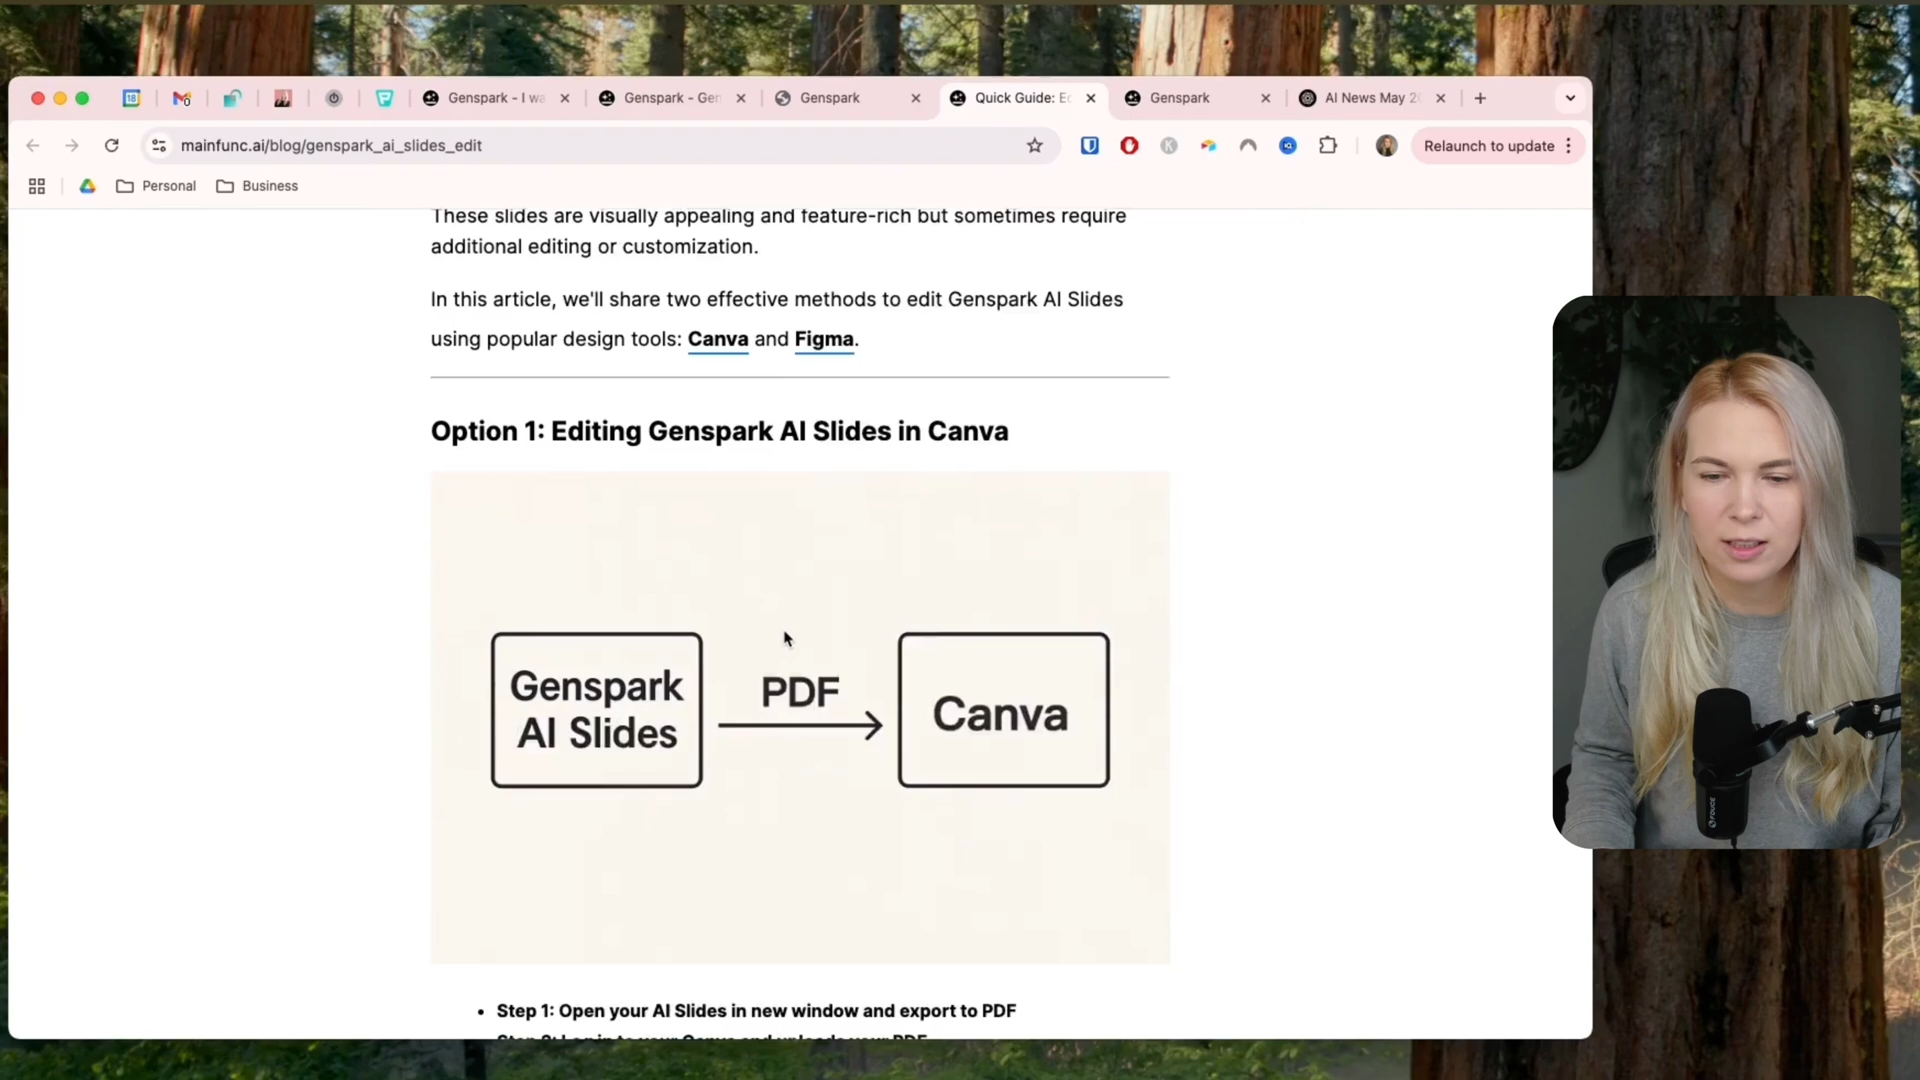 18
0
Genspark - I wa
Genspark - Gen
Genspark
Quick Guide: E
Genspark
AI News May 2
mainfunc.ai/blog/genspark_ai_slides_edit
K
Relaunch to update
Personal
Business
These slides are visually appealing and feature-rich but sometimes require
additional editing or customization.
In this article, we'll share two effective methods to edit Genspark AI Slides
using popular design tools: Canva and Figma.
Option 1: Editing Genspark AI Slides in Canva
Genspark
AI Slides
PDF
Canva
• Step 1: Open your AI Slides in new window and export to PDF